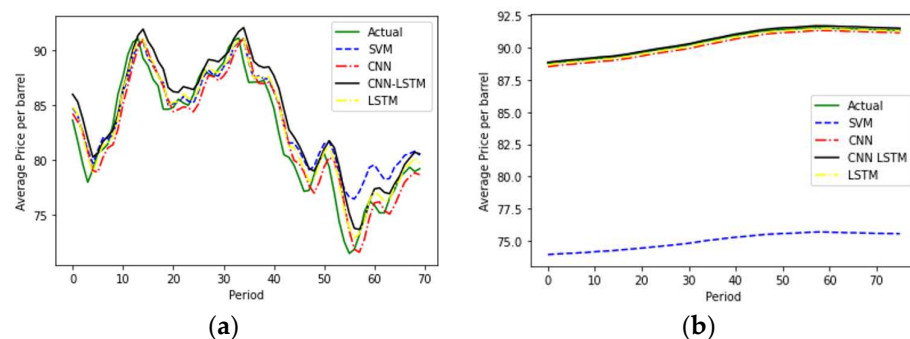 Average Price per barrel
90
85
80
75
0 10 20 30 40 50 60 70
Period
Actual
SVM
CNN
CNN-LSTM
LSTM
(a)
Average Price per barrel
92.5
90.0
87.5
85.0
82.5
80.0
77.5
75.0
0 10 20 30 40 50 60 70
Period
Actual
SVM
CNN
CNN LSTM
LSTM
(b)